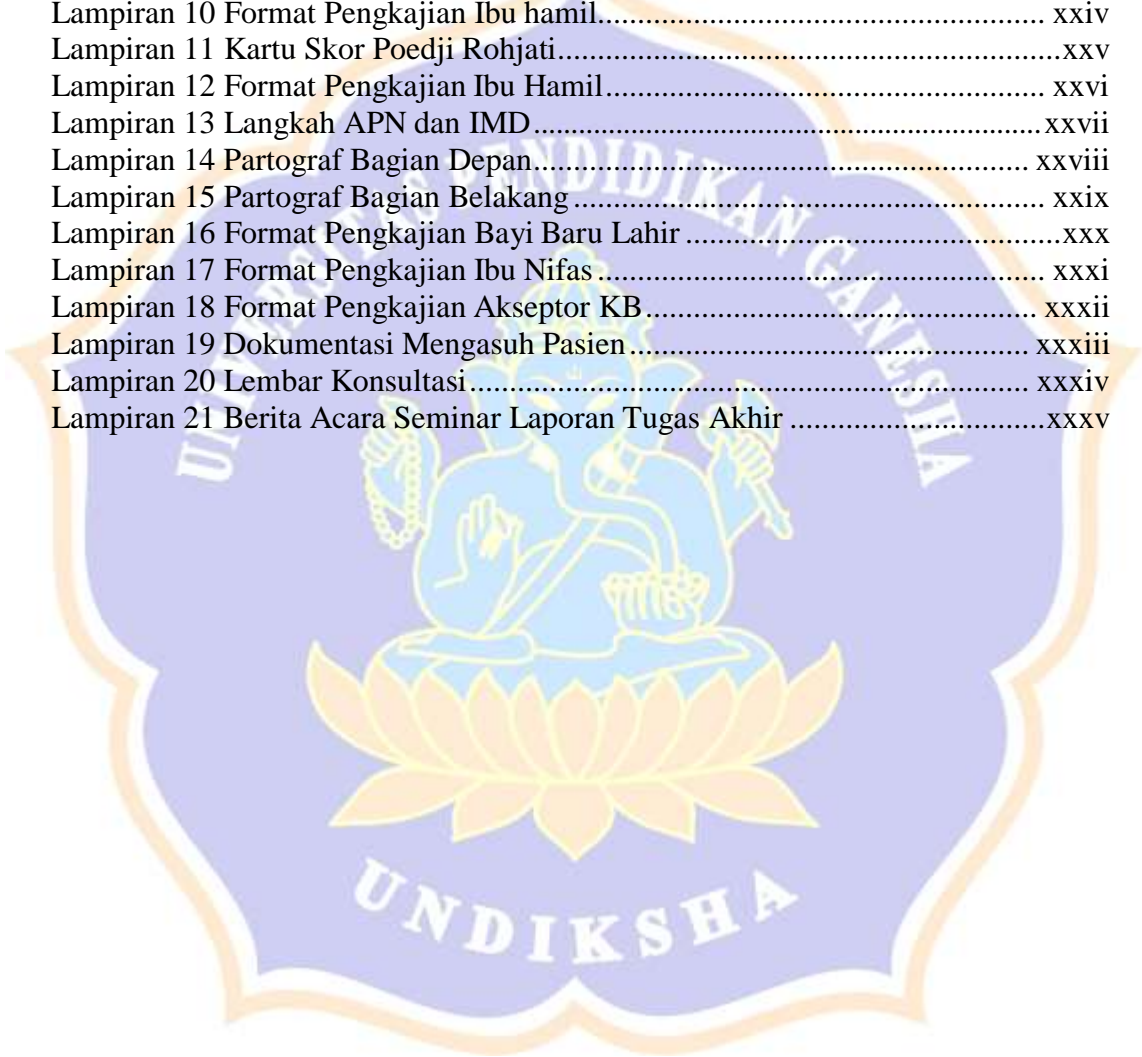 Lampiran 10 Format Pengkajian Ibu hamil.......................................................... xxiv
Lampiran 11 Kartu Skor Poedji Rohjati................................................................xxv
Lampiran 12 Format Pengkajian Ibu Hamil......................................................... xxvi
Lampiran 13 Langkah APN dan IMD..................................................................xxvii
Lampiran 14 Partograf Bagian Depan................................................................ xxviii
Lampiran 15 Partograf Bagian Belakang............................................................. xxix
Lampiran 16 Format Pengkajian Bayi Baru Lahir.................................................xxx
Lampiran 17 Format Pengkajian Ibu Nifas.......................................................... xxxi
Lampiran 18 Format Pengkajian Akseptor KB................................................... xxxii
Lampiran 19 Dokumentasi Mengasuh Pasien.................................................... xxxiii
Lampiran 20 Lembar Konsultasi........................................................................ xxxiv
Lampiran 21 Berita Acara Seminar Laporan Tugas Akhir.....................................xxxv
UNIVERSITAS PENDIDIKAN GANESHA
UNDIKSHA